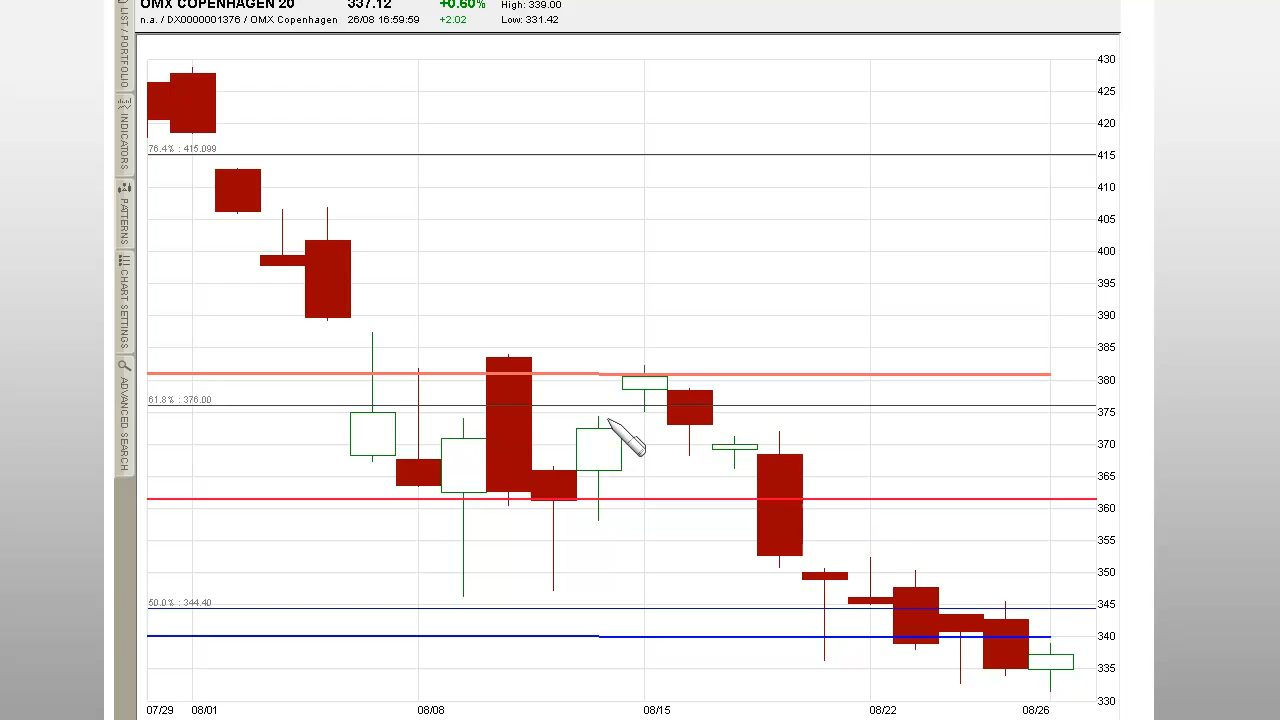 OMX COPENHAGEN 20 337.12 +0.60% High: 339
n.a. / DX0000001376 / OMX Copenhagen 26/08 16:59:59 +2.02 Low: 331.42
LIST / PORTFOLIO
INDICATORS
PATTERNS
CHART SETTINGS
ADVANCED SEARCH
76.4% : 415.099
61.8% : 376.00
50.0% : 344.40
430
425
420
415
410
405
400
395
390
385
380
375
370
365
360
355
350
345
340
335
330
07/29 08/01 08/08 08/15 08/22 08/26